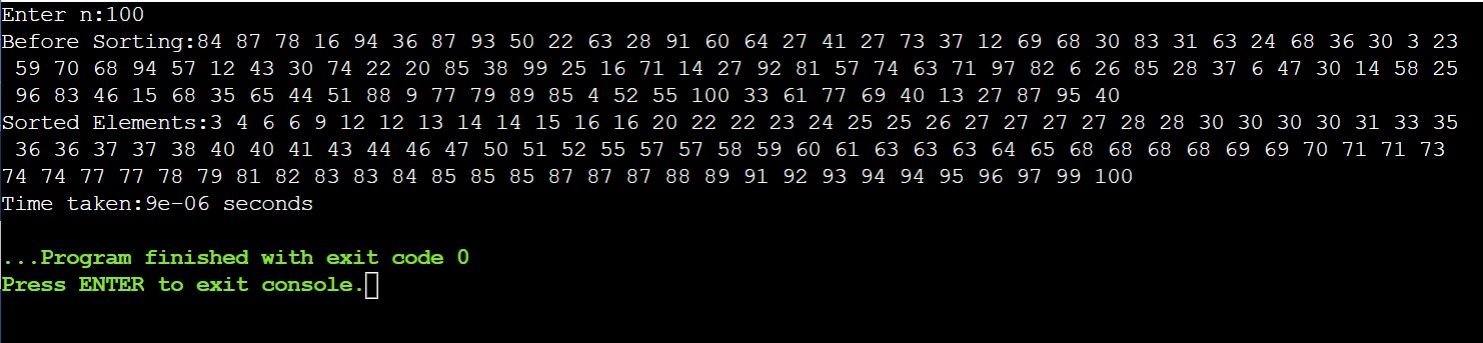 Enter n:100
Before Sorting:84 87 78 16 94 36 87 93 50 22 63 28 91 60 64 27 41 27 73 37 12 69 68 30 83 31 63 24 68 36 30 3 23
59 70 68 94 57 12 43 30 74 22 20 85 38 99 25 16 71 14 27 92 81 57 74 63 71 97 82 6 26 85 28 37 6 47 30 14 58 25
96 83 46 15 68 35 65 44 51 88 9 77 79 89 85 4 52 55 100 33 61 77 69 40 13 27 87 95 40
Sorted Elements:3 4 6 6 9 12 12 13 14 14 15 16 16 20 22 22 23 24 25 25 26 27 27 27 27 28 28 30 30 30 30 31 33 35
36 36 37 37 38 40 40 41 43 44 46 47 50 51 52 55 57 57 58 59 60 61 63 63 63 64 65 68 68 68 68 69 69 70 71 71 73
74 74 77 77 78 79 81 82 83 83 84 85 85 85 87 87 87 88 89 91 92 93 94 94 95 96 97 99 100
Time taken:9e-06 seconds
...Program finished with exit code 0
Press ENTER to exit console.